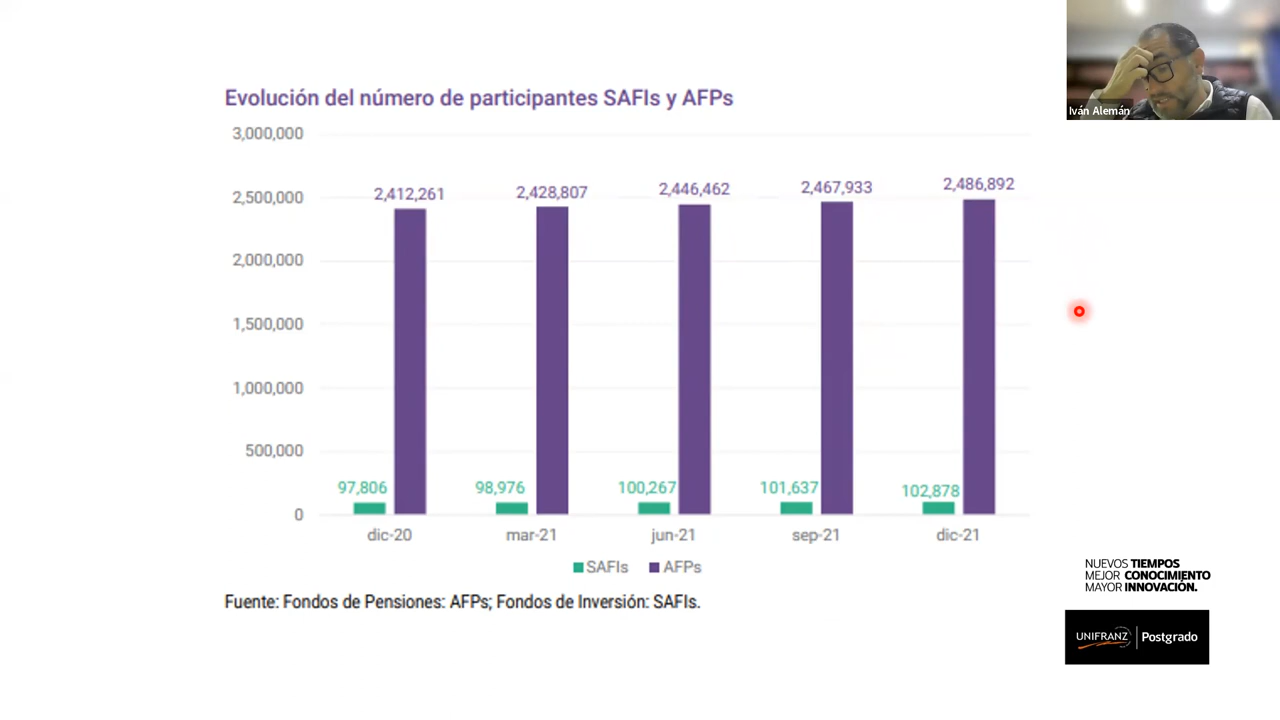 Iván Alemán
Evolución del número de participantes SAFIs y AFPs
3,000,000
2,500,000
2,000,000
1,500,000
1,000,000
500,000
0
2,412,261
2,428,807
2,446,462
2,467,933
2,486,892
97,806
98,976
100,267
101,637
102,878
dic-20
mar-21
jun-21
sep-21
dic-21
SAFIs AFPs
Fuente: Fondos de Pensiones: AFPs; Fondos de Inversión: SAFIs.
NUEVOS TIEMPOS
MEJOR CONOCIMIENTO
MAYOR INNOVACIÓN.
UNIFRANZ Postgrado